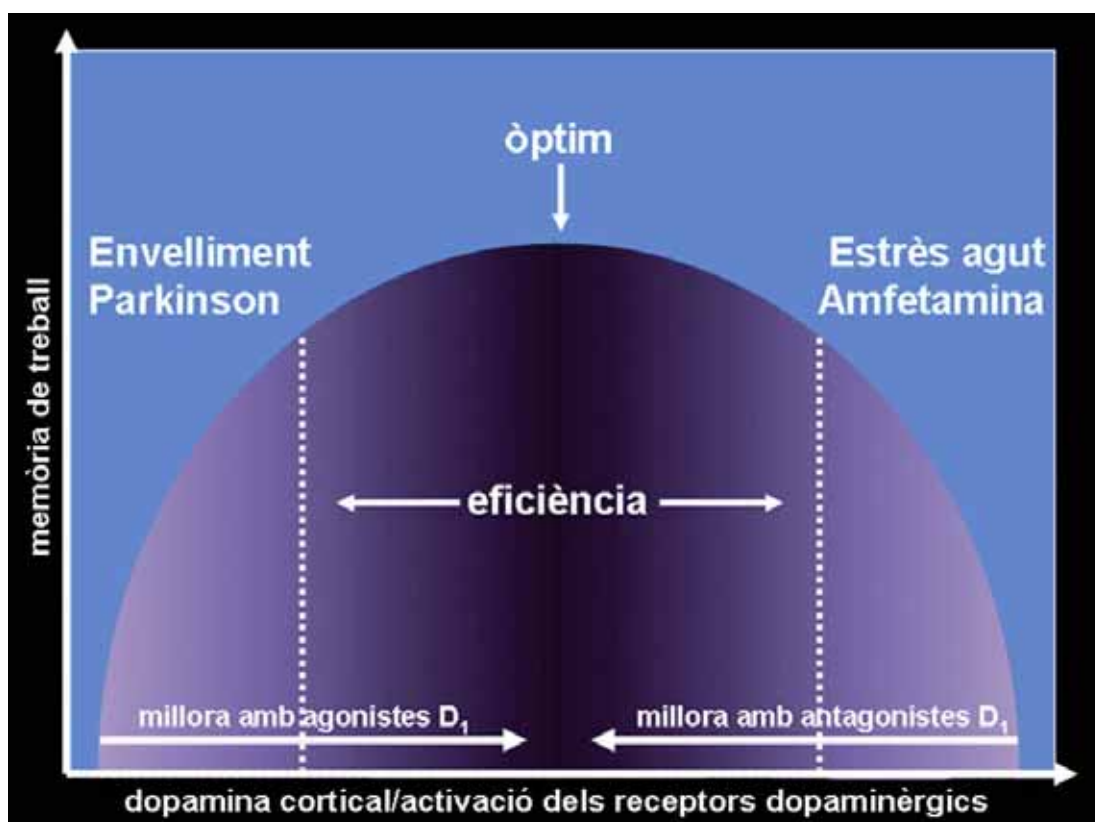 òptim
Envelliment
Parkinson
Estrès agut
Amfetamina
memòria de treball
eficiència
millora amb agonistes D₁
millora amb antagonistes D₁
dopamina cortical/activació dels receptors dopaminèrgics